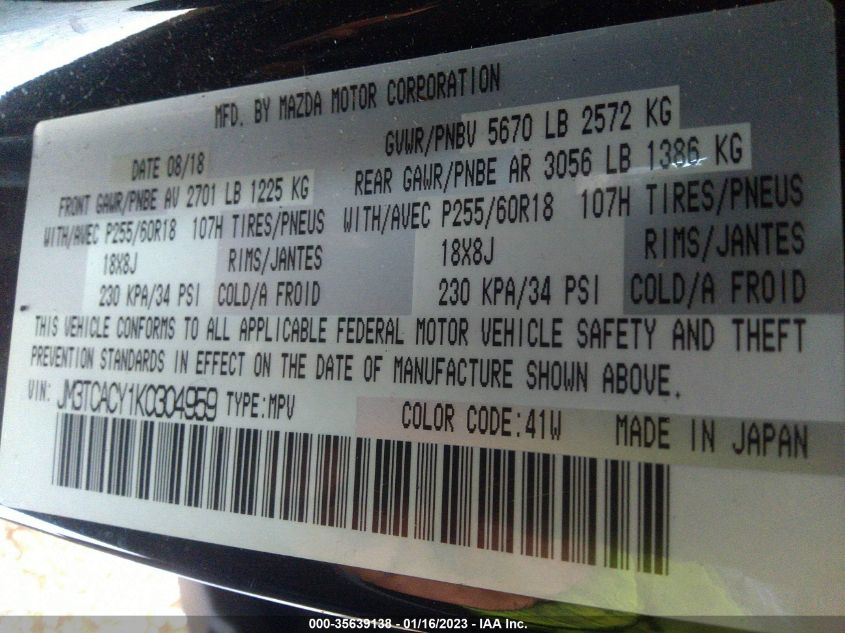 MFD. BY MAZDA MOTOR CORPORATION
DATE 08/18 GVWR/PNBV 5670 LB 2572 KG
FRONT GAWR/PNBE AV 2701 LB 1225 KG REAR GAWR/PNBE AR 3056 LB 1386 KG
WITH/AVEC P255/60R18 107H TIRES/PNEUS WITH/AVEC P255/60R18 107H TIRES/PNEUS
18X8J RIMS/JANTES 18X8J RIMS/JANTES
230 KPA/34 PSI COLD/A FROID 230 KPA/34 PSI COLD/A FROID
THIS VEHICLE CONFORMS TO ALL APPLICABLE FEDERAL MOTOR VEHICLE SAFETY AND THEFT
PREVENTION STANDARDS IN EFFECT ON THE DATE OF MANUFACTURE SHOWN ABOVE.
VIN: JM3TCACY1K0304959 TYPE:MPV COLOR CODE:41W MADE IN JAPAN
000-35639138 - 01/16/2023 - IAA Inc.